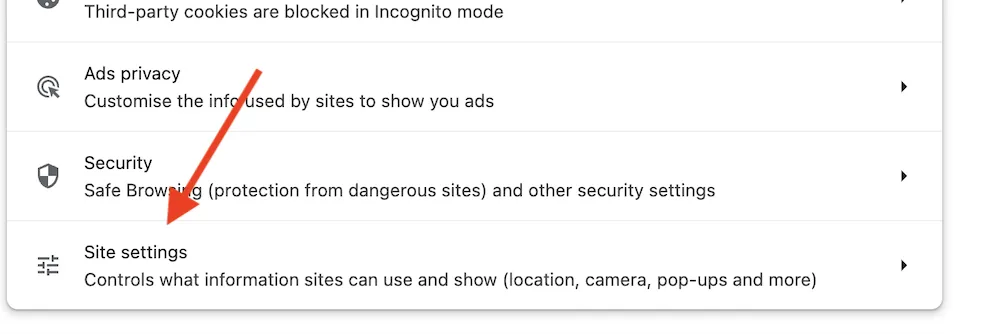 Third-party cookies are blocked in Incognito mode
Ads privacy
Customise the info used by sites to show you ads
Security
Safe Browsing (protection from dangerous sites) and other security settings
Site settings
Controls what information sites can use and show (location, camera, pop-ups and more)